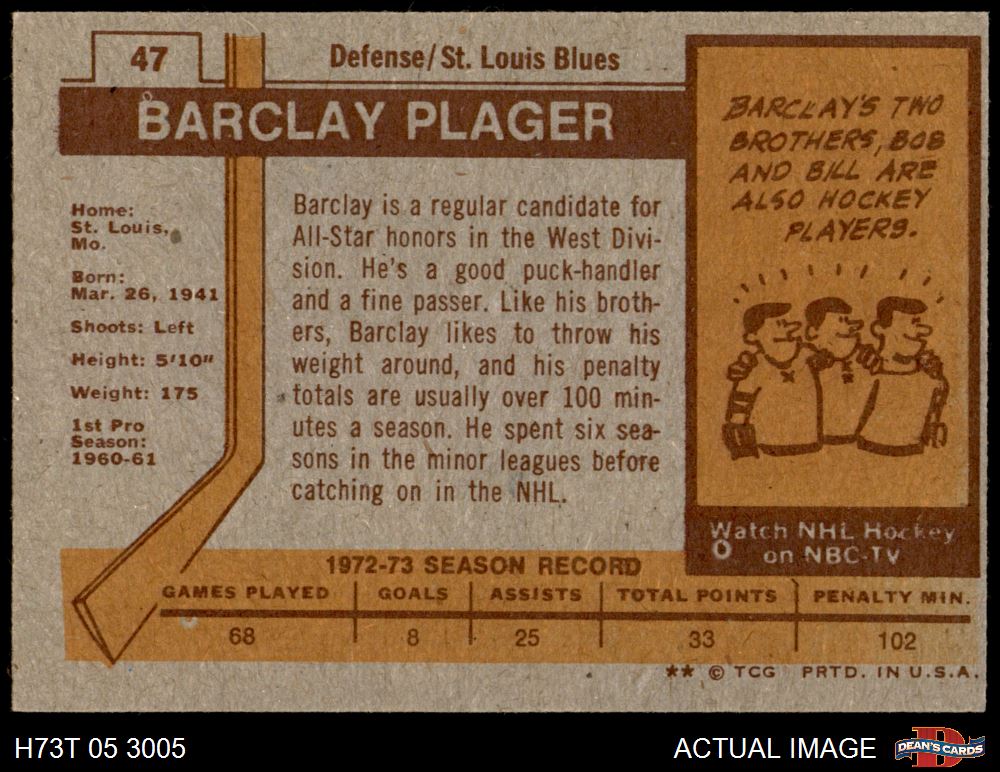 47
Defense/St. Louis Blues
BARCLAY PLAGER
Home:
St. Louis,
Mo.
Born:
Mar. 26, 1941
Shoots: Left
Height: 5'10"
Weight: 175
1st Pro
Season:
1960-61
Barclay is a regular candidate for
All-Star honors in the West Divi-
sion. He's a good puck-handler
and a fine passer. Like his broth-
ers, Barclay likes to throw his
weight around, and his penalty
totals are usually over 100 min-
utes a season. He spent six sea-
sons in the minor leagues before
catching on in the NHL.
BARCLAY'S TWO
BROTHERS, BOB
AND BILL ARE
ALSO HOCKEY
PLAYERS.
Watch NHL Hockey
on NBC-TV
1972-73 SEASON RECORD
GAMES PLAYED GOALS ASSISTS TOTAL POINTS PENALTY MIN.
68 8 25 33 102
** © TCG PRTD. IN U.S.A.
H73T 05 3005
ACTUAL IMAGE
D
DEAN'S CARDS